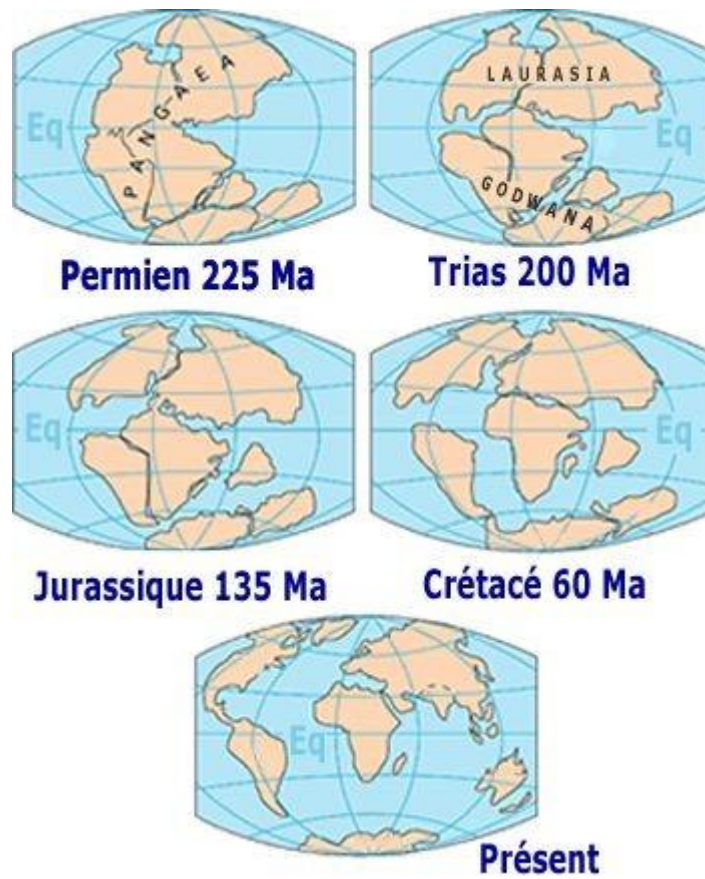 PANGAEA
Eq
Permien 225 Ma
LAURASIA
Eq
GODWANA
Trias 200 Ma
Eq
Jurassique 135 Ma
Eq
Crétacé 60 Ma
Eq
Présent